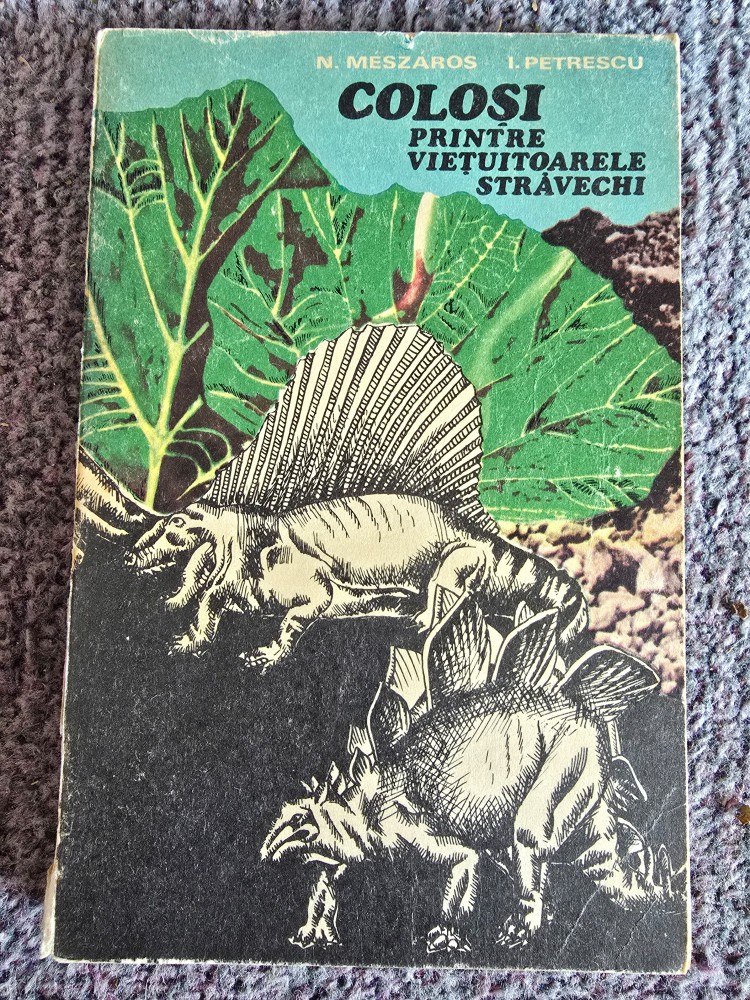 N. MÉSZÁROS I. PETRESCU
COLOȘI
PRINTRE
VIEȚUITOARELE
STRĂVECHI